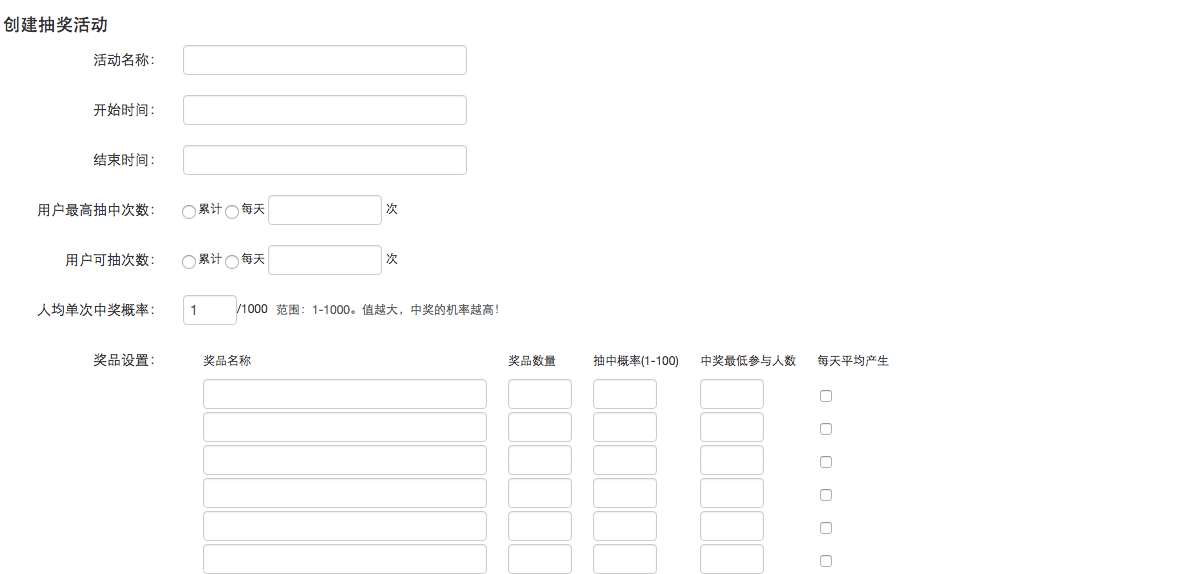 创建抽奖活动
活动名称：
开始时间：
结束时间：
用户最高抽中次数： 累计 每天 次
用户可抽次数： 累计 每天 次
人均单次中奖概率： 1 /1000 范围：1-1000。值越大，中奖的机率越高！
奖品设置： 奖品名称 奖品数量 抽中概率(1-100) 中奖最低参与人数 每天平均产生